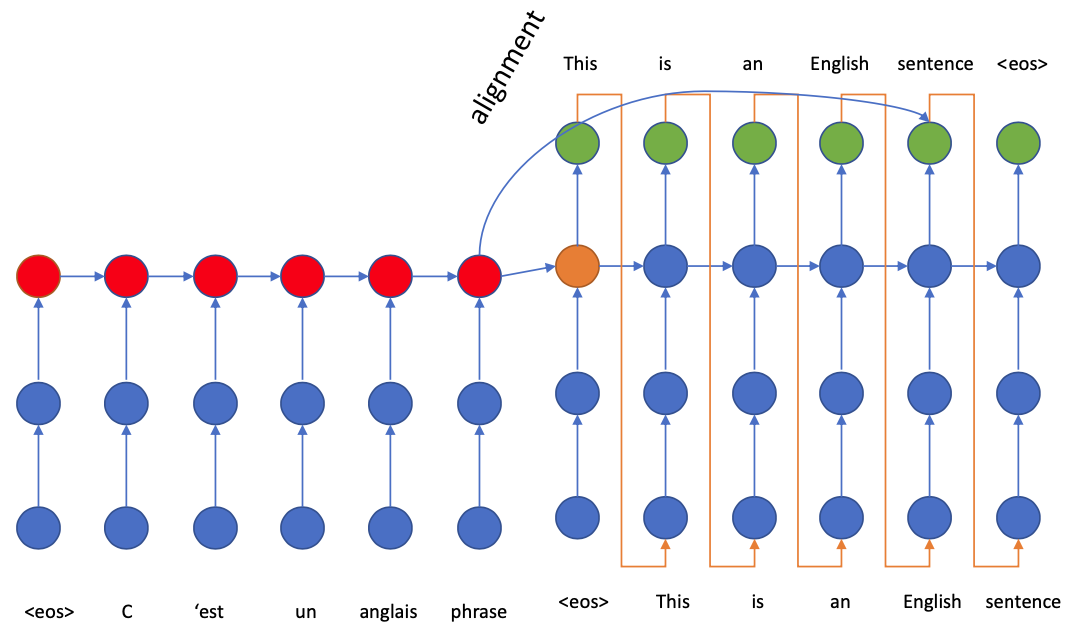 alignment
This is an English sentence <eos>
<eos> C ‘est un anglais phrase
<eos> This is an English sentence